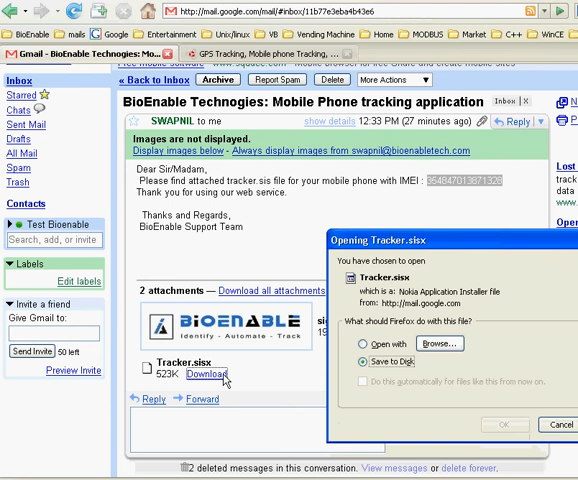 http://mail.google.com/mail/#inbox/11b77e3eba4b43e6
BioEnable
mails
Google
Entertainment
Unix/linux
VB
Vending Machine
Home
MODBUS
Market
C++
WinCE
Gmail - BioEnable Technologies: Mo...
GPS Tracking, Mobile phone Tracking, ...
Inbox
Starred
Chats
Sent Mail
Drafts
All Mail
Spam
Trash
Contacts
Test Bioenable
Search, add, or invite
Labels
Edit labels
Invite a friend
Give Gmail to:
Send Invite 50 left
Preview Invite
« Back to Inbox
Archive
Report Spam
Delete
More Actions
BioEnable Technogies: Mobile Phone tracking application
Inbox X
SWAPNIL to me
show details 12:33 PM (27 minutes ago)
Reply
Images are not displayed.
Display images below - Always display images from swapnil@bioenabletech.com
Dear Sir/Madam,
Please find attached tracker.sis file for your mobile phone with IMEI : 354847013871328
Thank you for using our web service.
Thanks and Regards,
BioEnable Support Team
2 attachments — Download all attachments
BIOENABLE
Identify - Automate - Track
Tracker.sisx
523K Download
Reply
Forward
2 deleted messages in this conversation. View messages or delete forever.
Opening Tracker.sisx
You have chosen to open
Tracker.sisx
which is a: Nokia Application Installer file
from: http://mail.google.com
What should Firefox do with this file?
Open with
Browse...
Save to Disk
Do this automatically for files like this from now on.
OK
Cancel